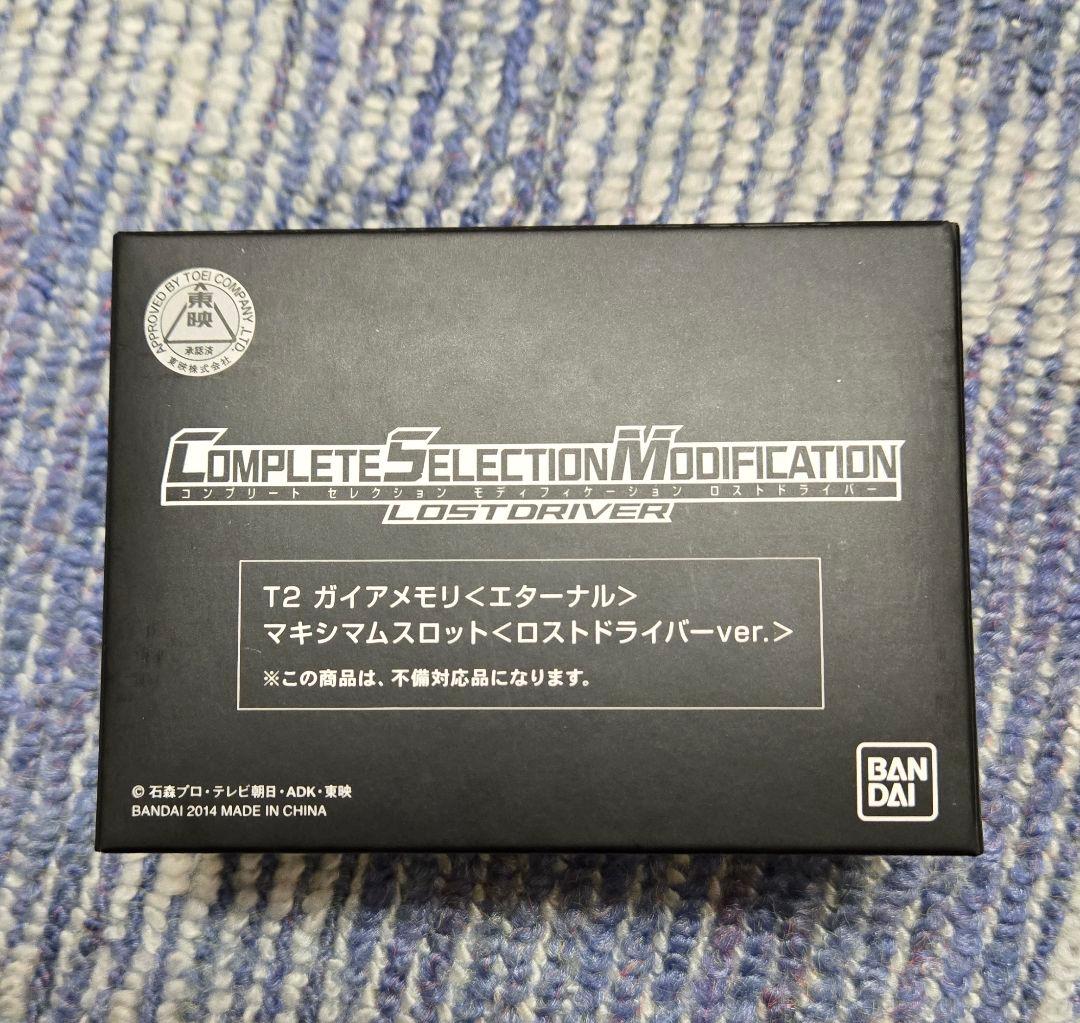 APPROVED BY TOEI COMPANY, LTD.
東映
承認済
東映株式会社
COMPLETE SELECTION MODIFICATION
コンプリート セレクション モディフィケーション ロストドライバー
LOSTDRIVER
T2 ガイアメモリ<エターナル>
マキシマムスロット<ロストドライバーver.>
※この商品は、不備対応品になります。
© 石森プロ・テレビ朝日・ADK・東映
BANDAI 2014 MADE IN CHINA
BAN
DAI